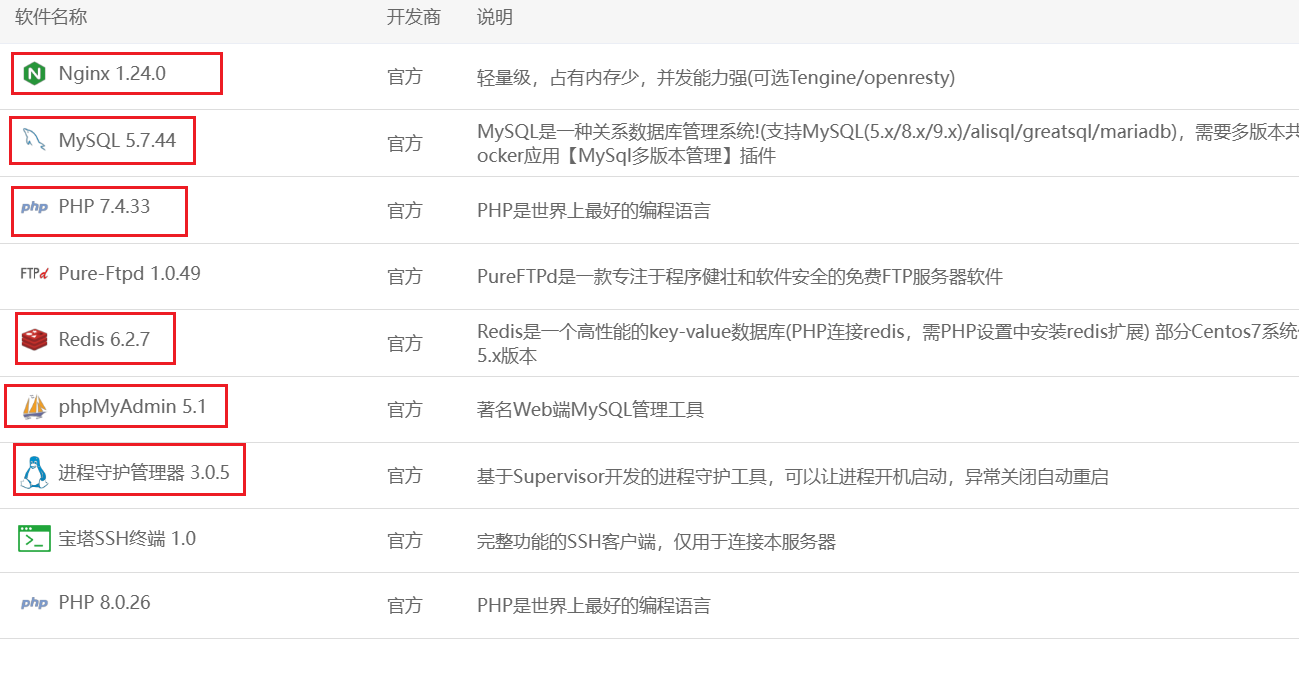 软件名称 开发商 说明
Nginx 1.24.0 官方 轻量级，占有内存少，并发能力强(可选Tengine/openresty)
MySQL 5.7.44 官方 MySQL是一种关系数据库管理系统!(支持MySQL(5.x/8.x/9.x)/alisql/greatsql/mariadb)，需要多版本共
ocker应用【MySql多版本管理】插件
php PHP 7.4.33 官方 PHP是世界上最好的编程语言
FTPd Pure-Ftpd 1.0.49 官方 PureFTPd是一款专注于程序健壮和软件安全的免费FTP服务器软件
Redis 6.2.7 官方 Redis是一个高性能的key-value数据库(PHP连接redis，需PHP设置中安装redis扩展) 部分Centos7系统
5.x版本
phpMyAdmin 5.1 官方 著名Web端MySQL管理工具
进程守护管理器 3.0.5 官方 基于Supervisor开发的进程守护工具，可以让进程开机启动，异常关闭自动重启
宝塔SSH终端 1.0 官方 完整功能的SSH客户端，仅用于连接本服务器
php PHP 8.0.26 官方 PHP是世界上最好的编程语言